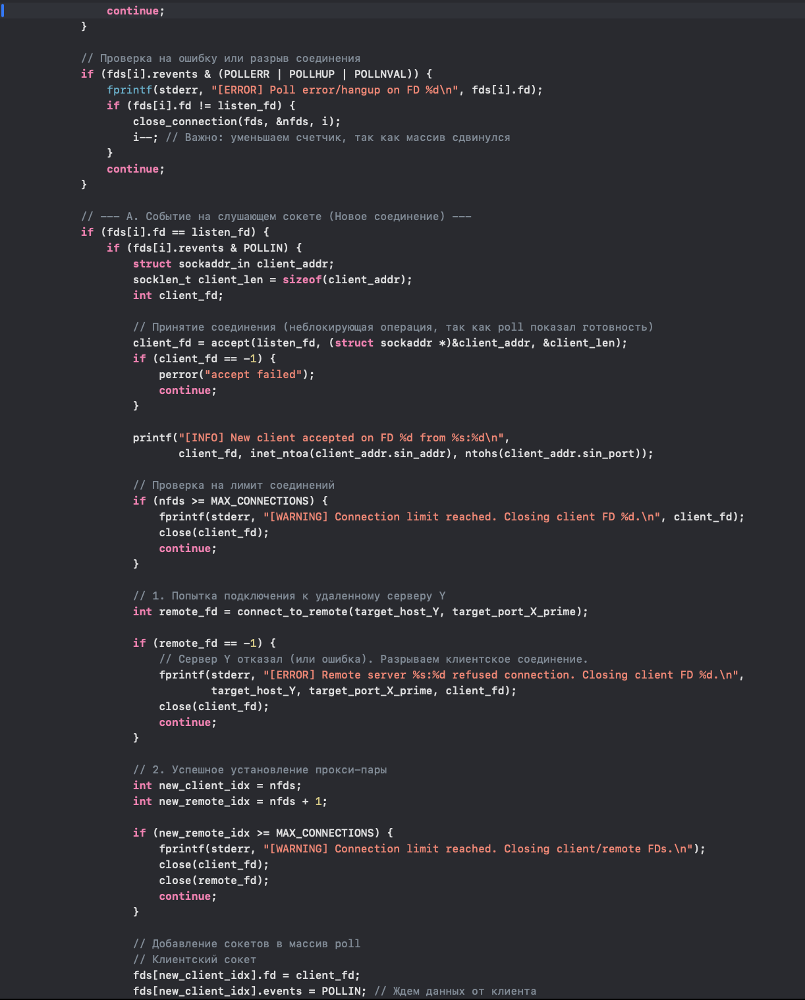 continue;
}
// Проверка на ошибку или разрыв соединения
if (fds[i].revents & (POLLERR | POLLHUP | POLLNVAL)) {
fprintf(stderr, "[ERROR] Poll error/hangup on FD %d\n", fds[i].fd);
if (fds[i].fd != listen_fd) {
close_connection(fds, &nfds, i);
i--; // Важно: уменьшаем счетчик, так как массив сдвинулся
}
continue;
}
// --- A. Событие на слушающем сокете (Новое соединение) ---
if (fds[i].fd == listen_fd) {
if (fds[i].revents & POLLIN) {
struct sockaddr_in client_addr;
socklen_t client_len = sizeof(client_addr);
int client_fd;
// Принятие соединения (неблокирующая операция, так как poll показал готовность)
client_fd = accept(listen_fd, (struct sockaddr *)&client_addr, &client_len);
if (client_fd == -1) {
perror("accept failed");
continue;
}
printf("[INFO] New client accepted on FD %d from %s:%d\n",
client_fd, inet_ntoa(client_addr.sin_addr), ntohs(client_addr.sin_port));
// Проверка на лимит соединений
if (nfds >= MAX_CONNECTIONS) {
fprintf(stderr, "[WARNING] Connection limit reached. Closing client FD %d.\n", client_fd);
close(client_fd);
continue;
}
// 1. Попытка подключения к удаленному серверу Y
int remote_fd = connect_to_remote(target_host_Y, target_port_X_prime);
if (remote_fd == -1) {
// Сервер Y отказал (или ошибка). Разрываем клиентское соединение.
fprintf(stderr, "[ERROR] Remote server %s:%d refused connection. Closing client FD %d.\n",
target_host_Y, target_port_X_prime, client_fd);
close(client_fd);
continue;
}
// 2. Успешное установление прокси-пары
int new_client_idx = nfds;
int new_remote_idx = nfds + 1;
if (new_remote_idx >= MAX_CONNECTIONS) {
fprintf(stderr, "[WARNING] Connection limit reached. Closing client/remote FDs.\n");
close(client_fd);
close(remote_fd);
continue;
}
// Добавление сокетов в массив poll
// Клиентский сокет
fds[new_client_idx].fd = client_fd;
fds[new_client_idx].events = POLLIN; // Ждем данных от клиента